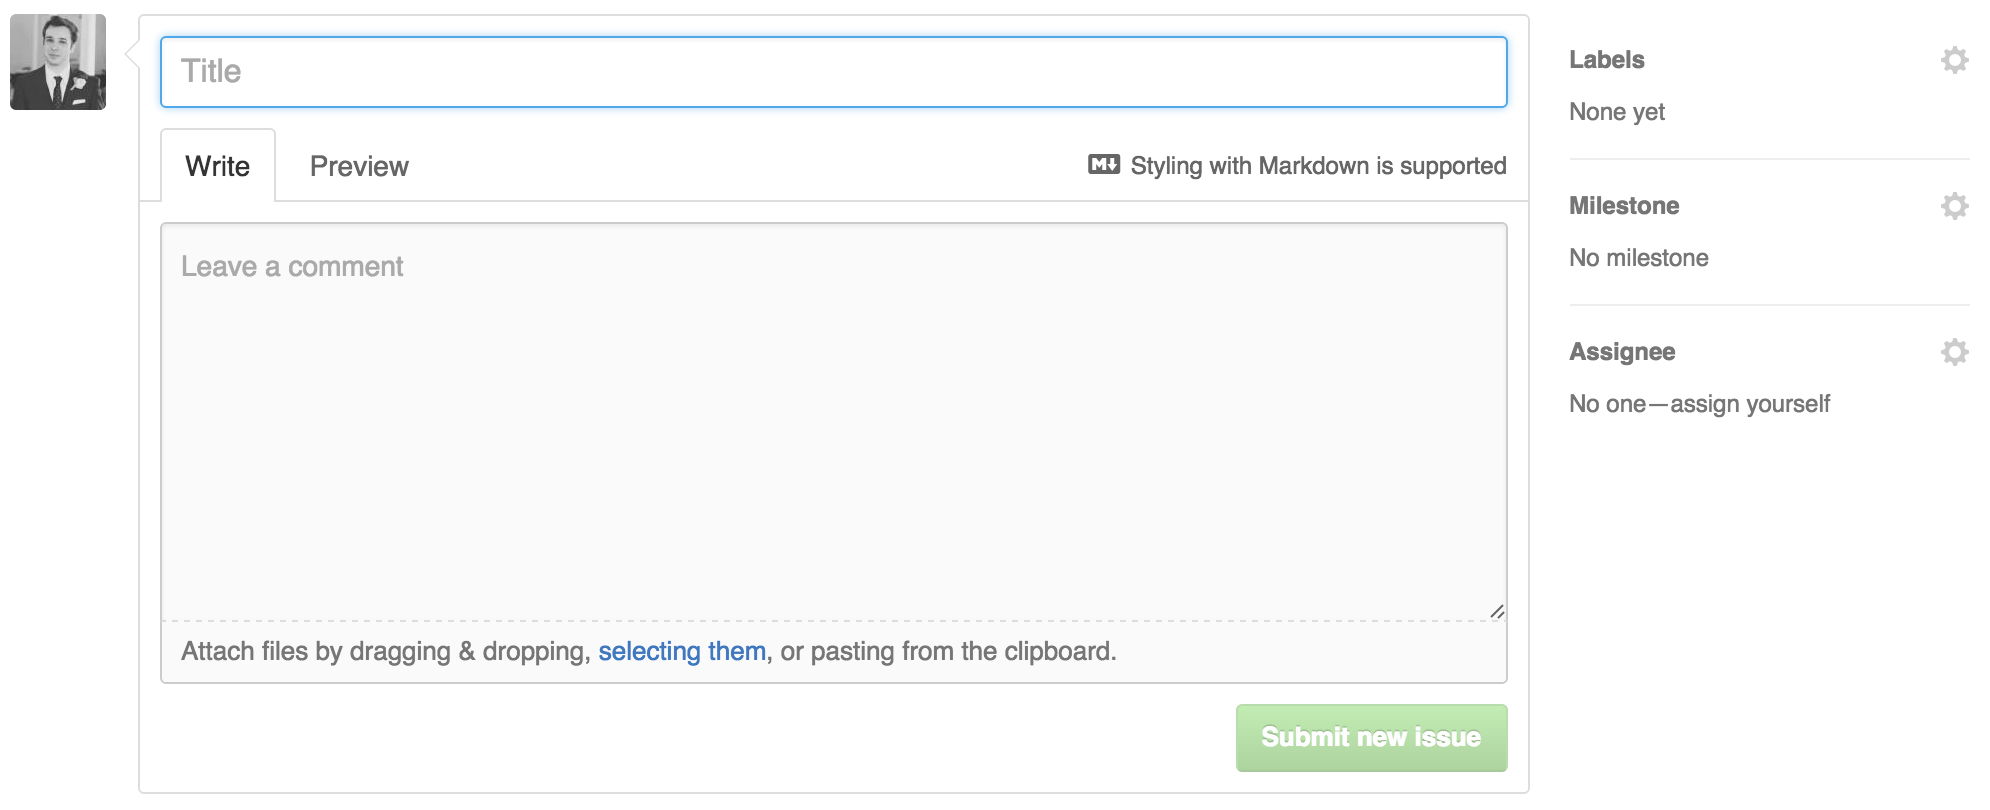 Title
Write
Preview
M↓ Styling with Markdown is supported
Leave a comment
Attach files by dragging & dropping, selecting them, or pasting from the clipboard.
Submit new issue
Labels
None yet
Milestone
No milestone
Assignee
No one—assign yourself